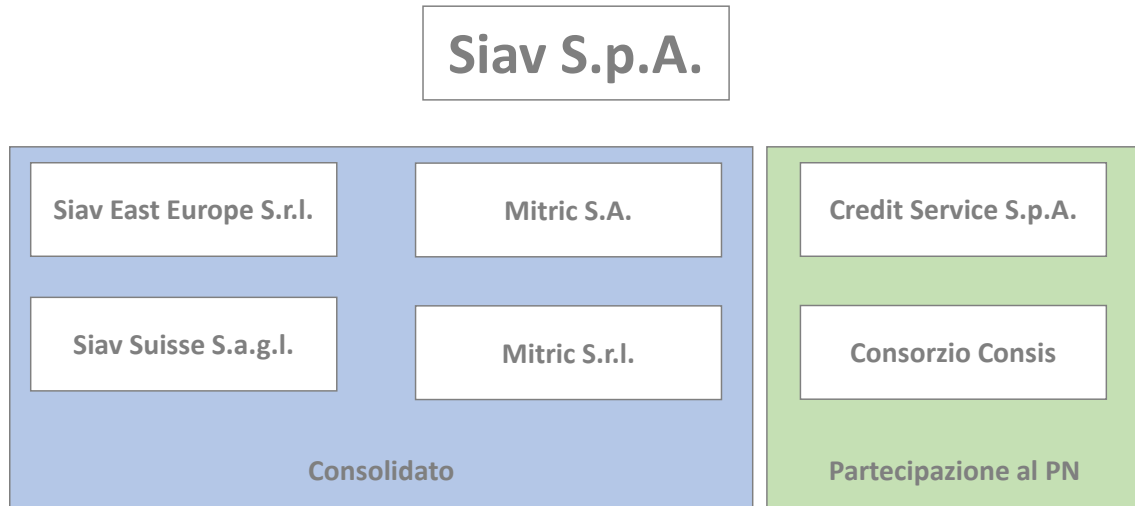 Siav S.p.A.
Siav East Europe S.r.l.
Mitric S.A.
Credit Service S.p.A.
Siav Suisse S.a.g.l.
Mitric S.r.l.
Consorzio Consis
Consolidato
Partecipazione al PN